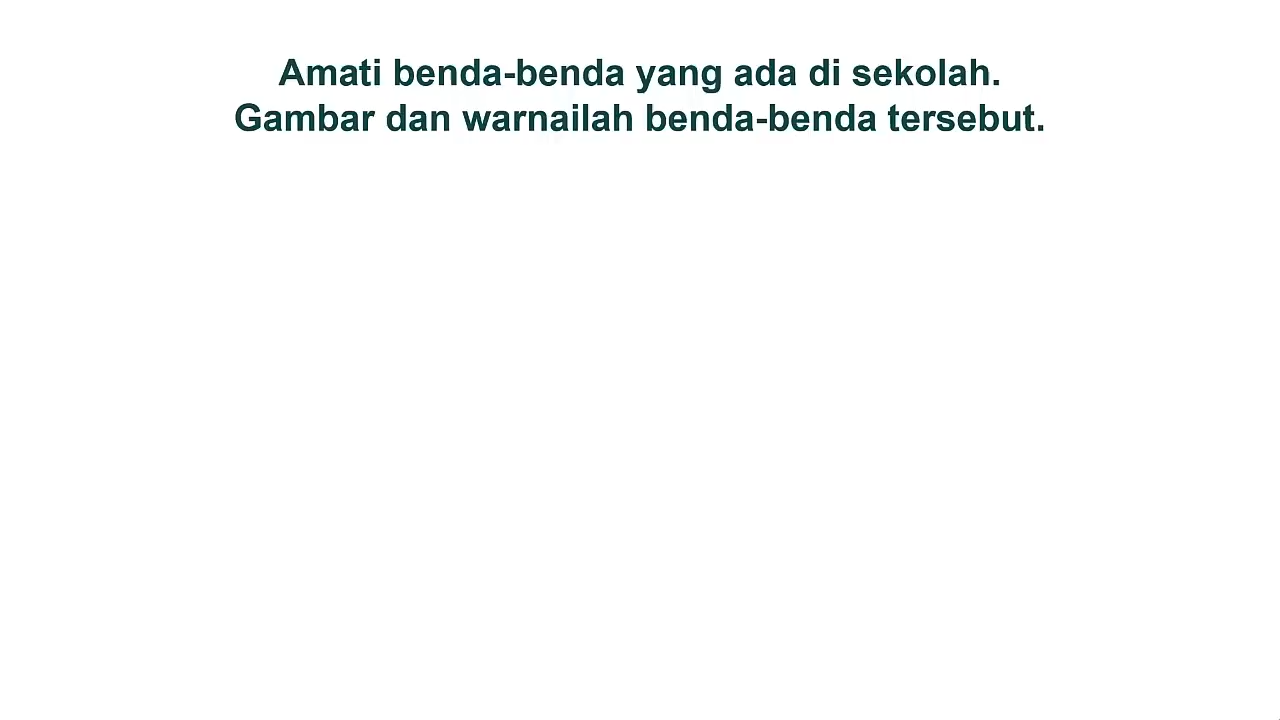 Amati benda-benda yang ada di sekolah.
Gambar dan warnailah benda-benda tersebut.